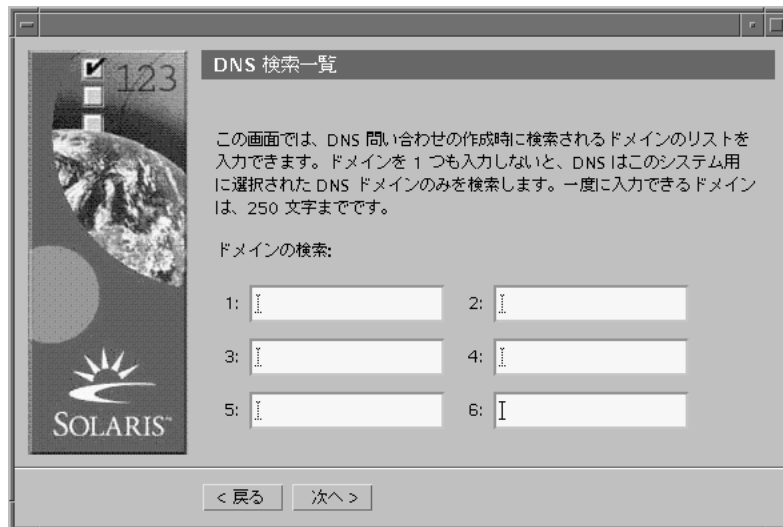 123
DNS 検索一覧
この画面では、DNS 問い合わせの作成時に検索されるドメインのリストを
入力できます。ドメインを 1 つも入力しないと、DNS はこのシステム用
に選択された DNS ドメインのみを検索します。一度に入力できるドメイン
は、250 文字までです。
ドメインの検索:
1: 2:
3: 4:
5: 6:
SOLARIS™
< 戻る 次へ >